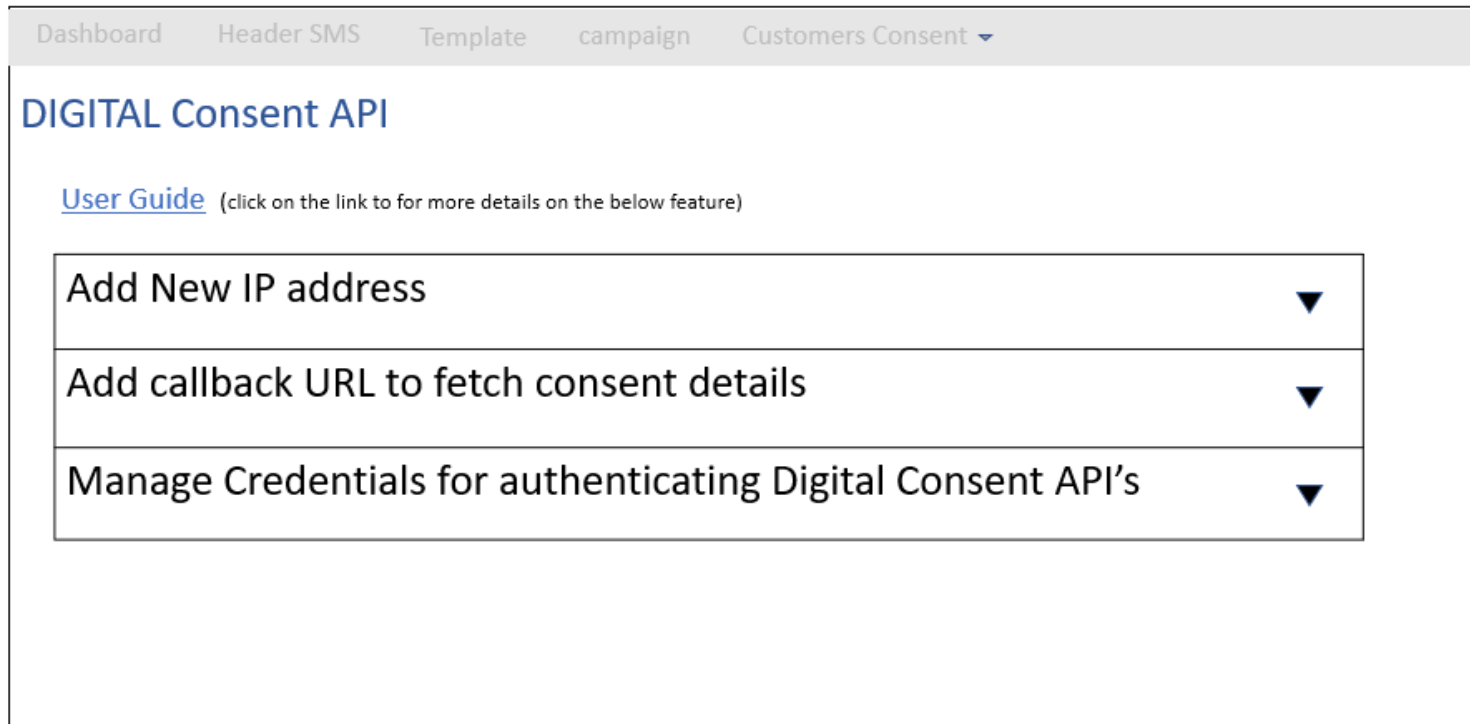 Dashboard Header SMS Template campaign Customers Consent
DIGITAL Consent API
User Guide (click on the link to for more details on the below feature)
Add New IP address
Add callback URL to fetch consent details
Manage Credentials for authenticating Digital Consent API’s